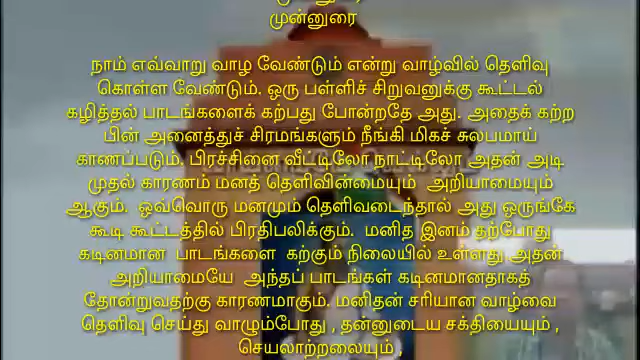 முன்னுரை
நாம் எவ்வாறு வாழ வேண்டும் என்று வாழ்வில் தெளிவு
கொள்ள வேண்டும். ஒரு பள்ளிச் சிறுவனுக்கு கூட்டல்
கழித்தல் பாடங்களைக் கற்பது போன்றதே அது. அதைக் கற்ற
பின் அனைத்துச் சிரமங்களும் நீங்கி மிகச் சுலபமாய்
காணப்படும். பிரச்சினை வீட்டிலோ நாட்டிலோ அதன் அடி
முதல் காரணம் மனத் தெளிவின்மையும் அறியாமையும்
ஆகும். ஒவ்வொரு மனமும் தெளிவடைந்தால் அது ஒருங்கே
கூடி கூட்டத்தில் பிரதிபலிக்கும். மனித இனம் தற்போது
கடினமான பாடங்களை கற்கும் நிலையில் உள்ளது அதன்
அறியாமையே அந்தப் பாடங்கள் கடினமானதாகத்
தோன்றுவதற்கு காரணமாகும். மனிதன் சரியான வாழ்வை
தெளிவு செய்து வாழும்போது , தன்னுடைய சக்தியையும் ,
செயலாற்றலையும் ,